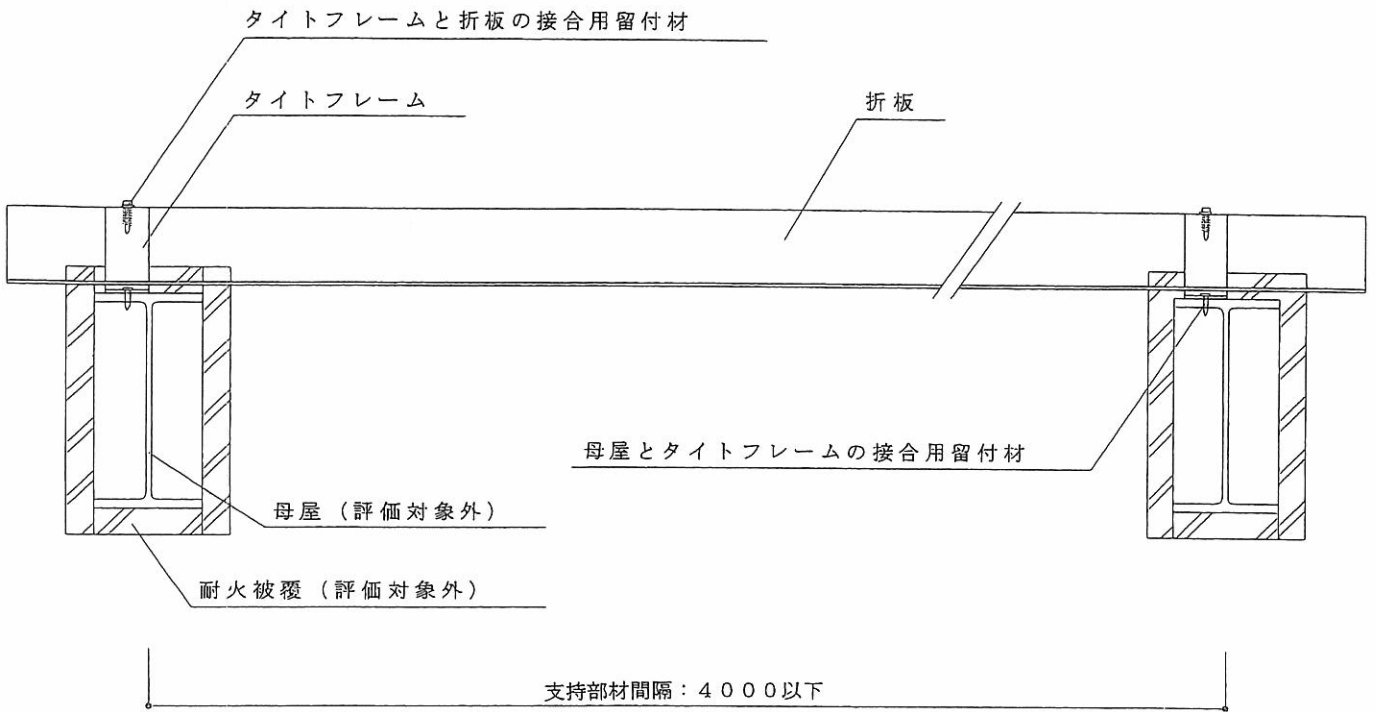 タイトフレームと折板の接合用留付材
タイトフレーム
折板
母屋とタイトフレームの接合用留付材
母屋（評価対象外）
耐火被覆（評価対象外）
支持部材間隔：４０００以下